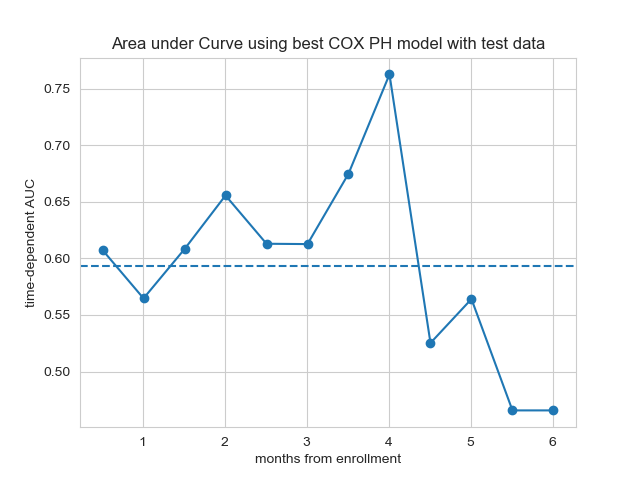 Area under Curve using best COX PH model with test data
time-dependent AUC
0.75
0.70
0.65
0.60
0.55
0.50
1 2 3 4 5 6
months from enrollment